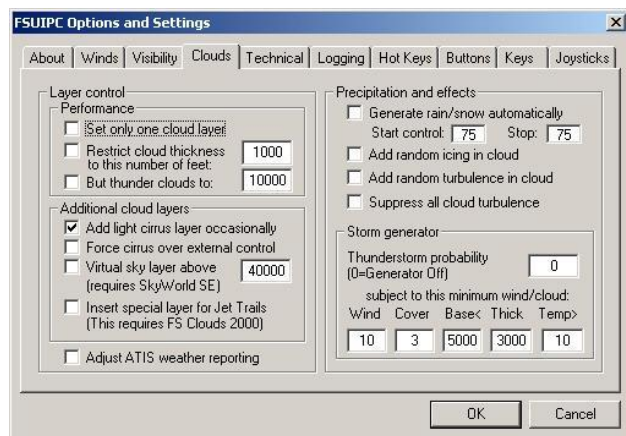 FSUIPC Options and Settings
About Winds Visibility Clouds Technical Logging Hot Keys Buttons Keys Joysticks
Layer control
Performance
Set only one cloud layer
Restrict cloud thickness
to this number of feet: 1000
But thunder clouds to: 10000
Additional cloud layers
Add light cirrus layer occasionally
Force cirrus over external control
Virtual sky layer above
(requires SkyWorld SE) 40000
Insert special layer for Jet Trails
(This requires FS Clouds 2000)
Adjust ATIS weather reporting
Precipitation and effects
Generate rain/snow automatically
Start control: 75 Stop: 75
Add random icing in cloud
Add random turbulence in cloud
Suppress all cloud turbulence
Storm generator
Thunderstorm probability
(0=Generator Off) 0
subject to this minimum wind/cloud:
Wind Cover Base< Thick Temp>
10 3 5000 3000 10
OK Cancel